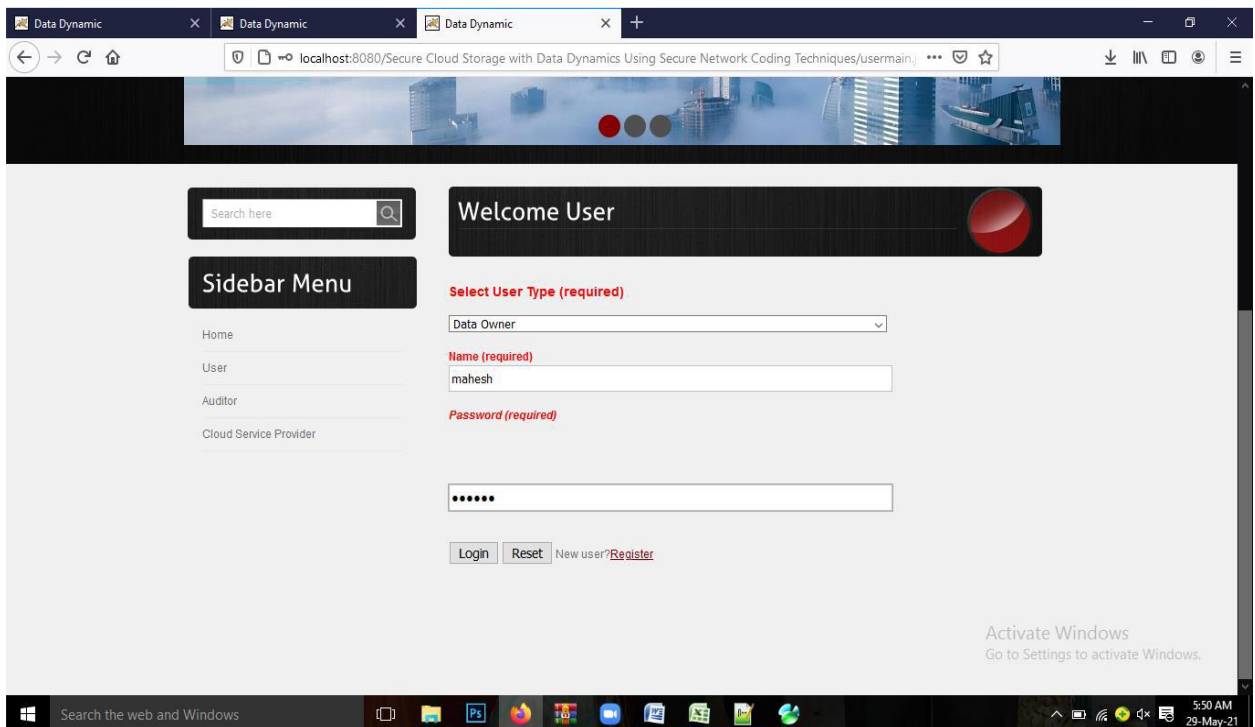 Data Dynamic
Data Dynamic
Data Dynamic
localhost:8080/Secure Cloud Storage with Data Dynamics Using Secure Network Coding Techniques/usermain.j
Search here
Welcome User
Sidebar Menu
Home
User
Auditor
Cloud Service Provider
Select User Type (required)
Data Owner
Name (required)
mahesh
Password (required)
••••••
Login
Reset
New user?Register
Activate Windows
Go to Settings to activate Windows.
Search the web and Windows
Ps
5:50 AM
29-May-21